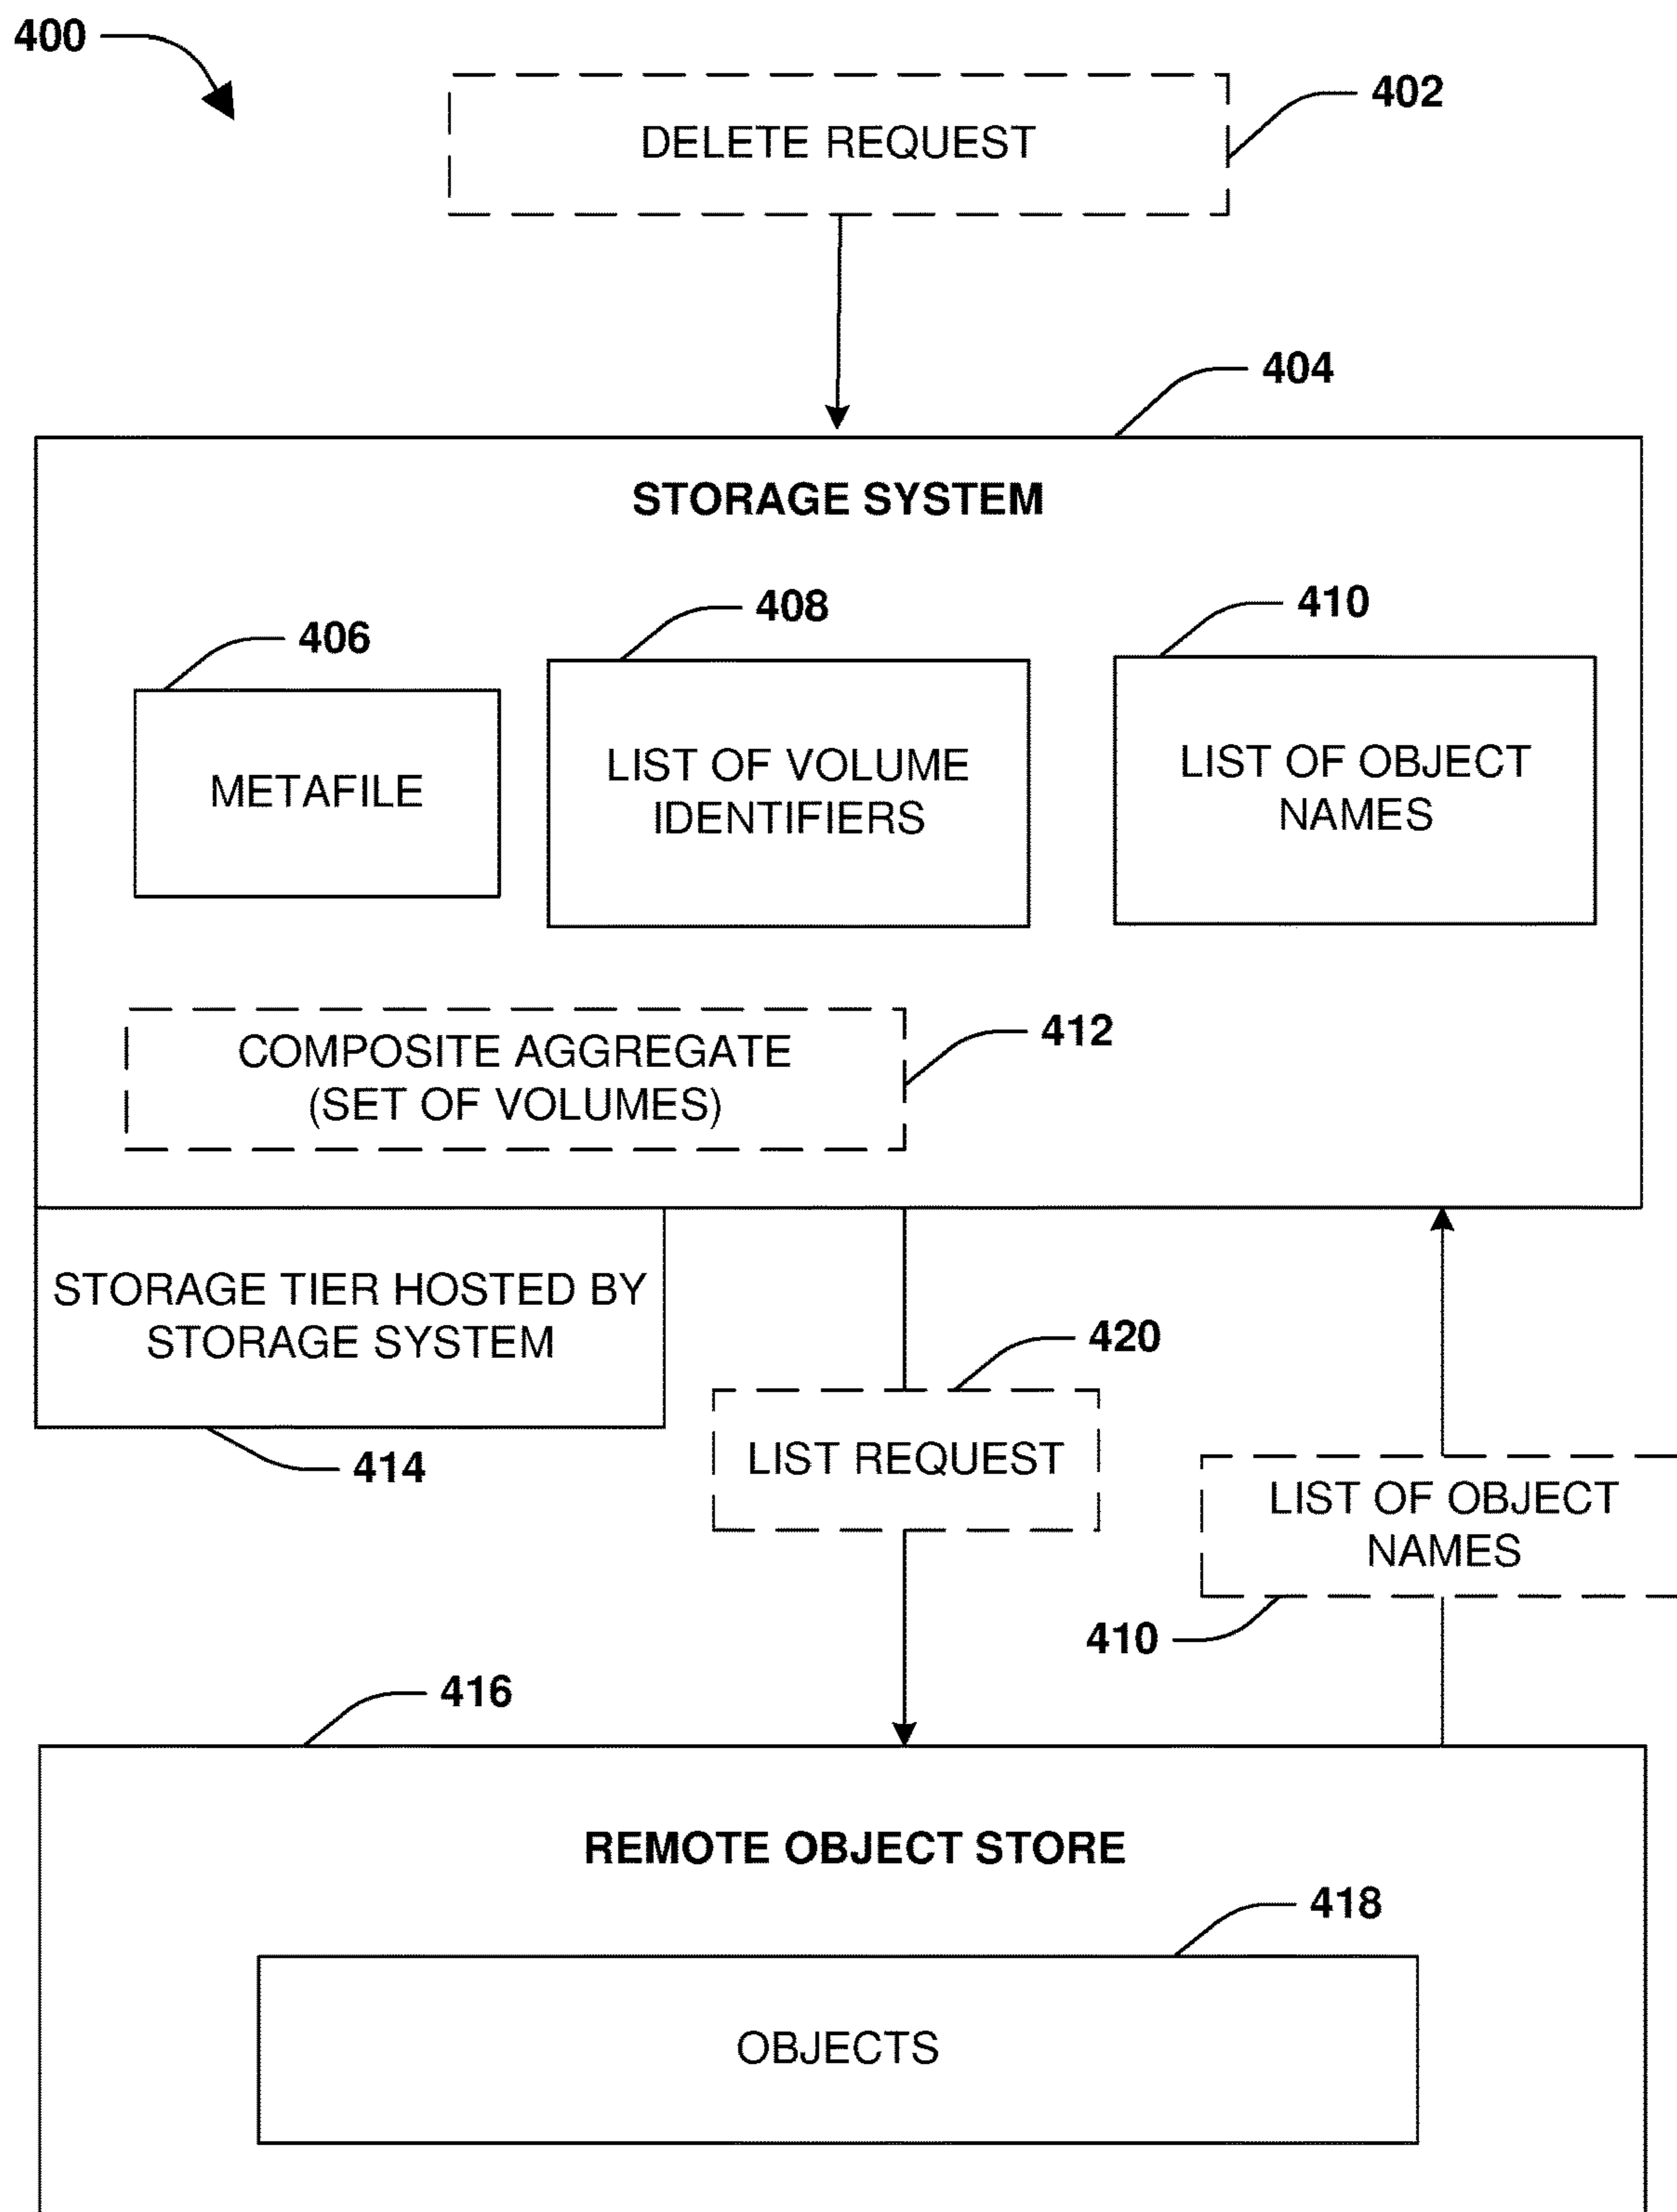 400
402
DELETE REQUEST
404
STORAGE SYSTEM
406
408
410
METAFILE
LIST OF VOLUME
IDENTIFIERS
LIST OF OBJECT
NAMES
COMPOSITE AGGREGATE
(SET OF VOLUMES)
412
STORAGE TIER HOSTED BY
STORAGE SYSTEM
414
420
LIST REQUEST
LIST OF OBJECT
NAMES
410
416
REMOTE OBJECT STORE
418
OBJECTS